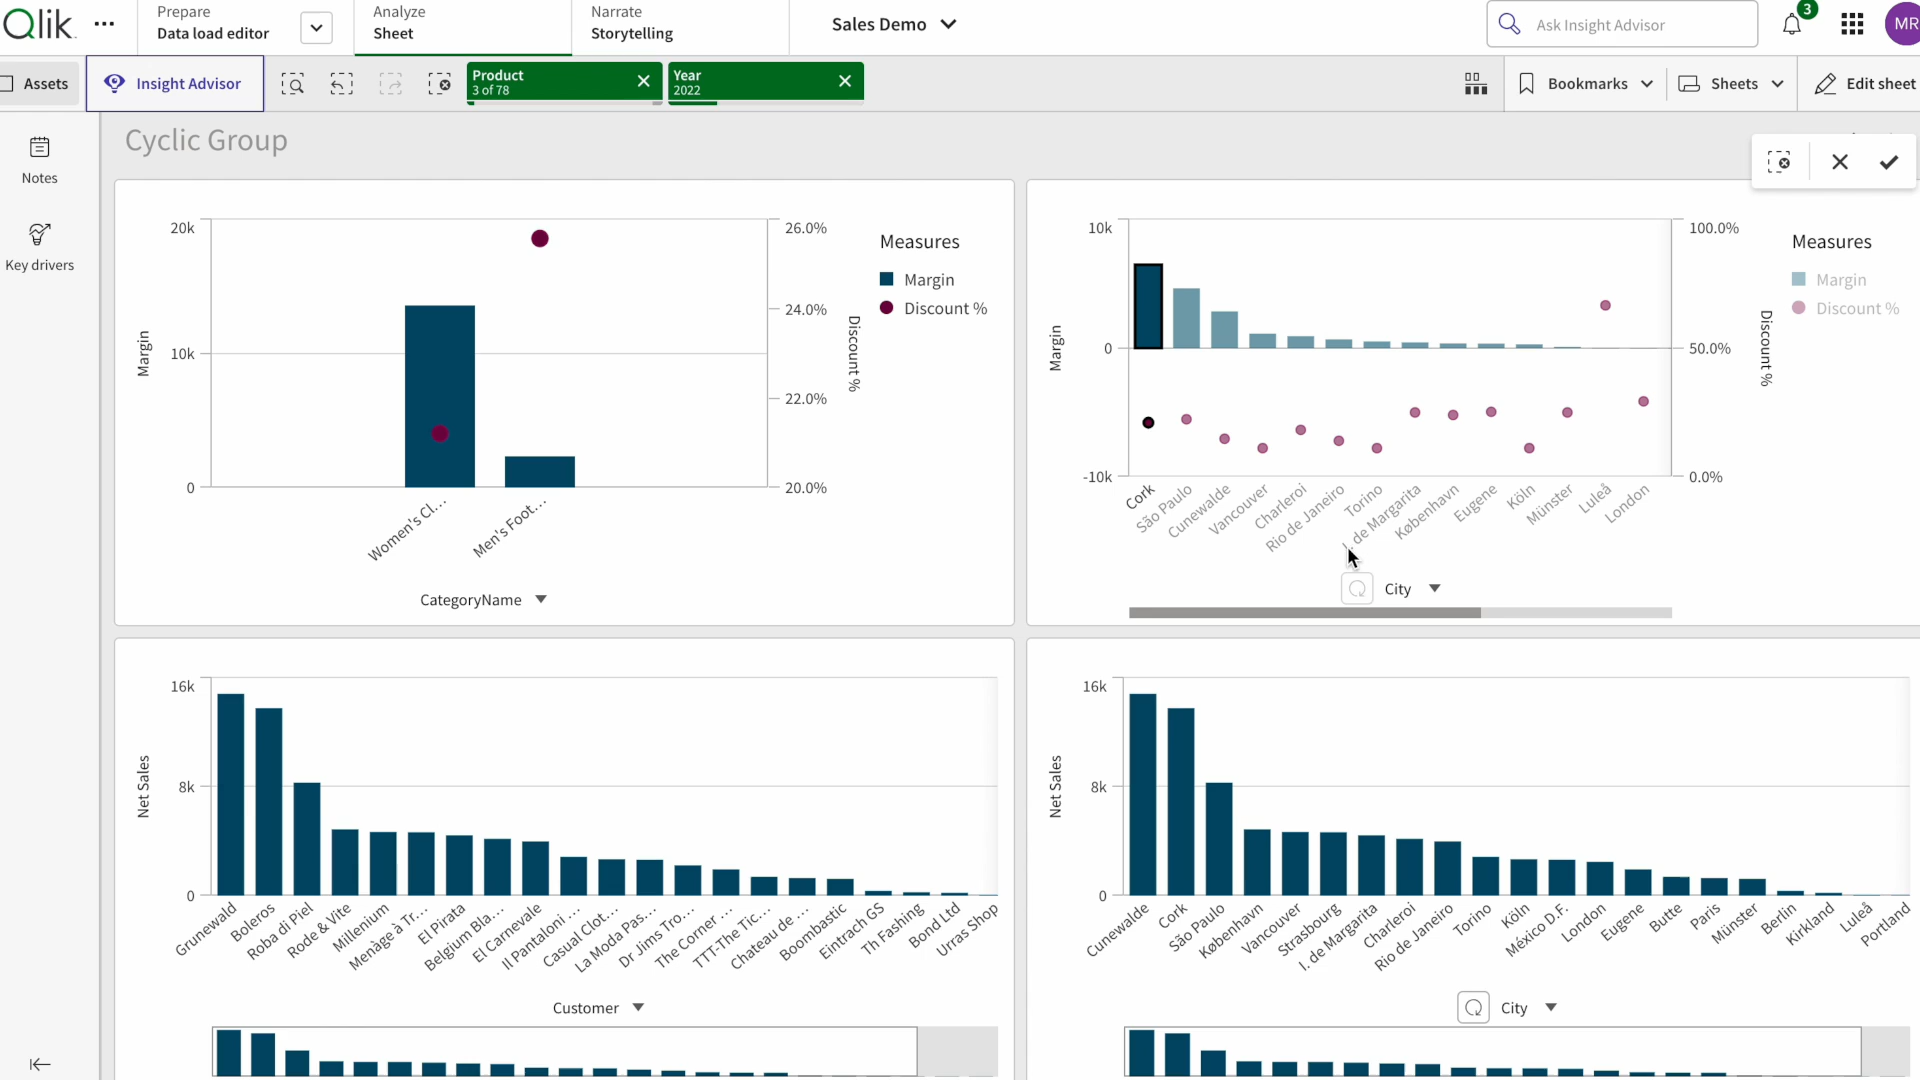 Qlik
Prepare
Data load editor
Analyze
Sheet
Narrate
Storytelling
Sales Demo
Ask Insight Advisor
3
MR
Assets
Insight Advisor
Product
3 of 78
Year
2022
Bookmarks
Sheets
Edit sheet
Notes
Key drivers
Cyclic Group
20k
10k
0
Margin
26.0%
24.0%
22.0%
20.0%
Discount %
Measures
Margin
Discount %
Women's Cl...
Men's Foot...
CategoryName
10k
0
-10k
Margin
100.0%
50.0%
0.0%
Discount %
Measures
Margin
Discount %
Cork
São Paulo
Cunewalde
Vancouver
Charleroi
Rio de Janeiro
Torino
I. de Margarita
København
Eugene
Köln
Münster
Luleå
London
City
16k
8k
0
Net Sales
Grunewald
Boleros
Roba di Piel
Rode & Vite
Millenium
Menàge à Tr...
El Pirata
Belgium Bla...
El Carnevale
Il Pantaloni ...
Casual Clot...
La Moda Pas...
Dr Jims Tro...
The Corner ...
TTT-The Tic...
Chateau de ...
Boombastic
Eintrach GS
Th Fashing
Bond Ltd
Urras Shop
Customer
16k
8k
0
Net Sales
Cunewalde
Cork
São Paulo
København
Vancouver
Strasbourg
I. de Margarita
Charleroi
Rio de Janeiro
Torino
Köln
México D.F.
London
Eugene
Butte
Paris
Münster
Berlin
Kirkland
Luleå
Portland
City